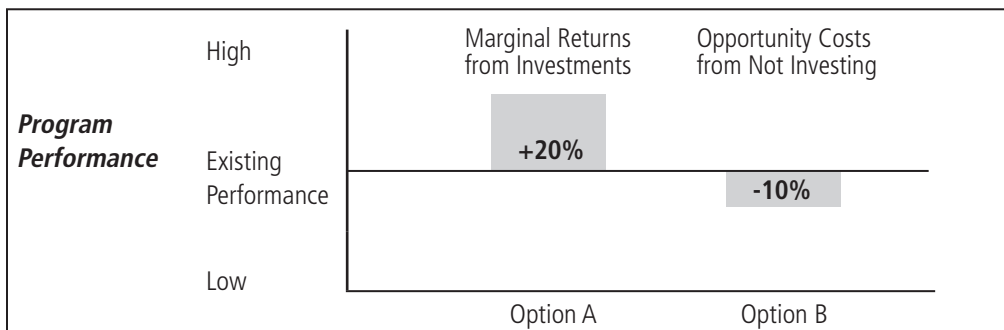 High
Marginal Returns
from Investments
Opportunity Costs
from Not Investing
Program
Performance
Existing
Performance
+20%
-10%
Low
Option A
Option B